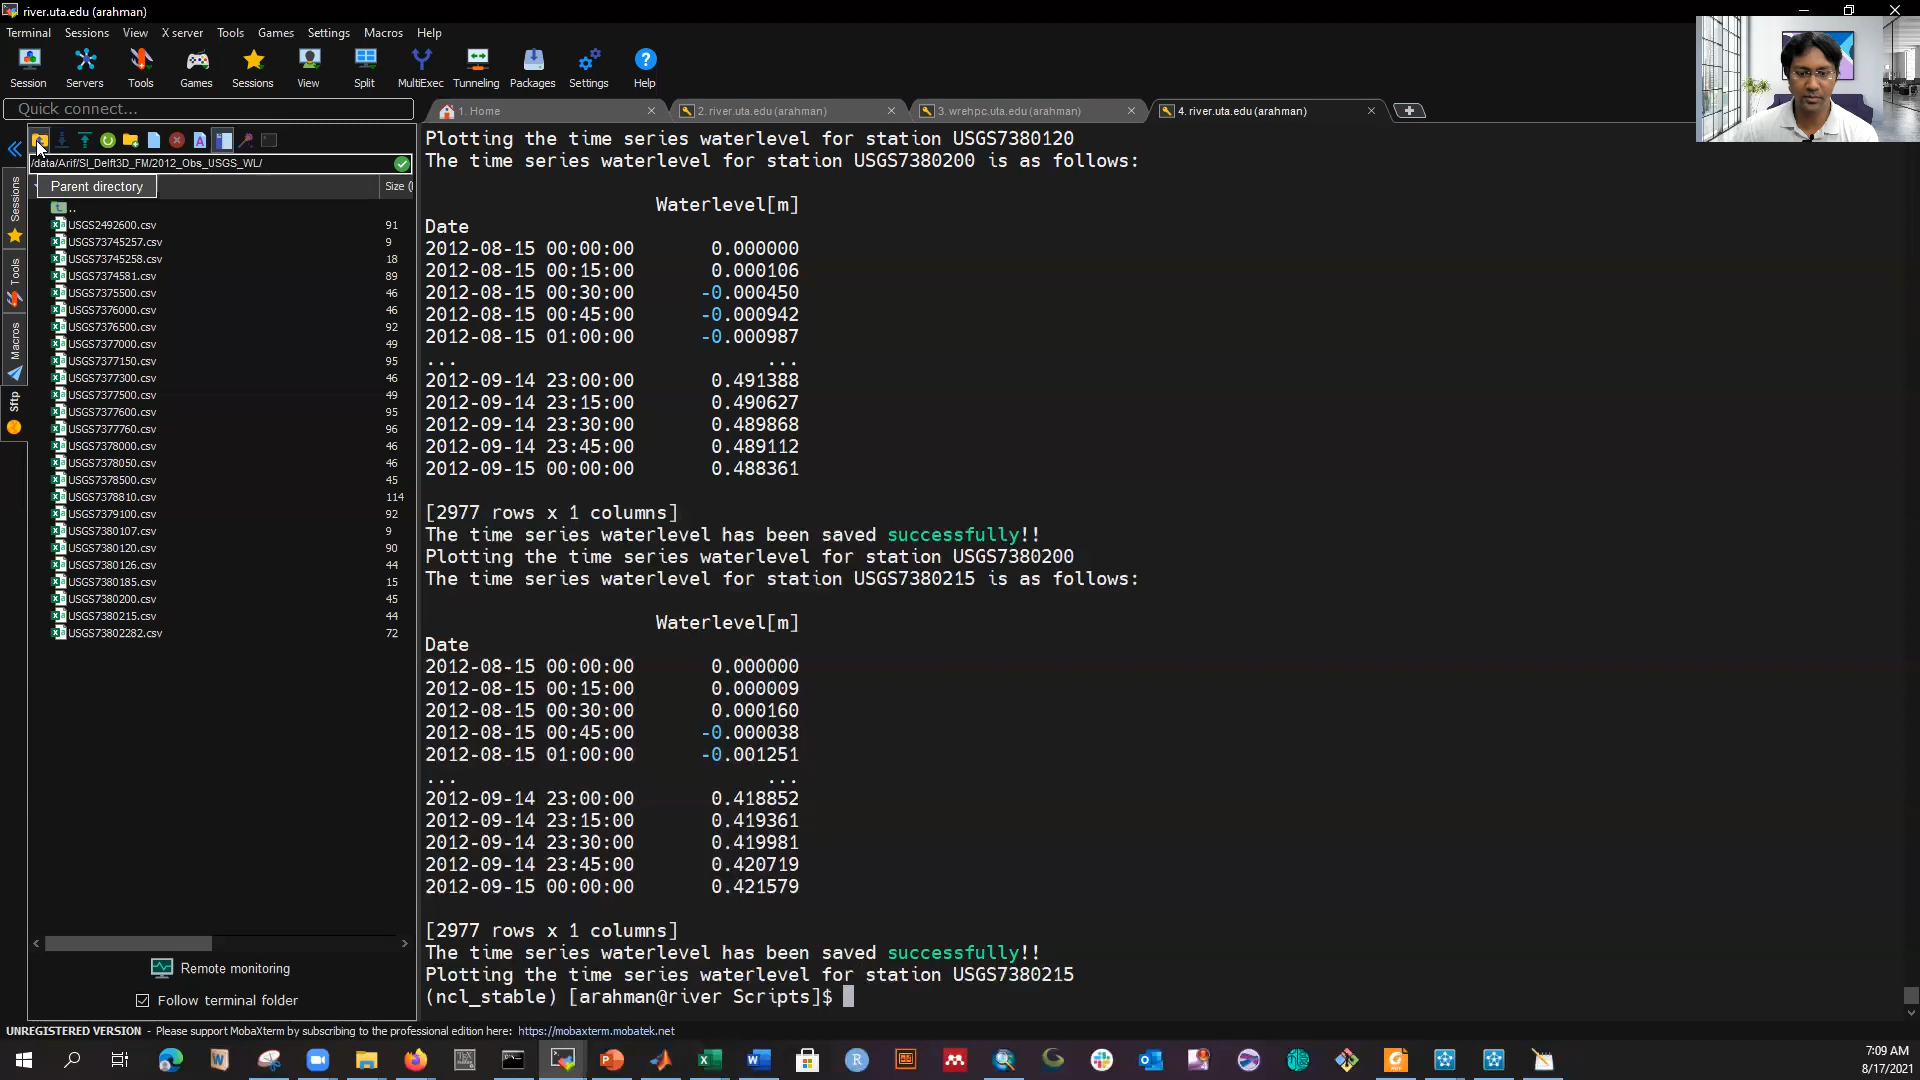 river.uta.edu (arahman)
Terminal Sessions View X server Tools Games Settings Macros Help
Session Servers Tools Games Sessions View Split MultiExec Tunneling Packages Settings Help
Quick connect...
1. Home
2. river.uta.edu (arahman)
3. wrehpc.uta.edu (arahman)
4. river.uta.edu (arahman)
/data/Arif/SI_Delft3D_FM/2012_Obs_USGS_WL/
Parent directory
Size (
Sessions
Tools
Macros
Sftp
..
USGS2492600.csv 91
USGS73745257.csv 9
USGS73745258.csv 18
USGS7374581.csv 89
USGS7375500.csv 46
USGS7376000.csv 46
USGS7376500.csv 92
USGS7377000.csv 49
USGS7377150.csv 95
USGS7377300.csv 46
USGS7377500.csv 49
USGS7377600.csv 95
USGS7377760.csv 96
USGS7378000.csv 46
USGS7378050.csv 46
USGS7378500.csv 45
USGS7378810.csv 114
USGS7379100.csv 92
USGS7380107.csv 9
USGS7380120.csv 90
USGS7380126.csv 44
USGS7380185.csv 15
USGS7380200.csv 45
USGS7380215.csv 44
USGS73802282.csv 72
Remote monitoring
Follow terminal folder
Plotting the time series waterlevel for station USGS7380120
The time series waterlevel for station USGS7380200 is as follows:
Waterlevel[m]
Date
2012-08-15 00:00:00 0.000000
2012-08-15 00:15:00 0.000106
2012-08-15 00:30:00 -0.000450
2012-08-15 00:45:00 -0.000942
2012-08-15 01:00:00 -0.000987
... ...
2012-09-14 23:00:00 0.491388
2012-09-14 23:15:00 0.490627
2012-09-14 23:30:00 0.489868
2012-09-14 23:45:00 0.489112
2012-09-15 00:00:00 0.488361
[2977 rows x 1 columns]
The time series waterlevel has been saved successfully!!
Plotting the time series waterlevel for station USGS7380200
The time series waterlevel for station USGS7380215 is as follows:
Waterlevel[m]
Date
2012-08-15 00:00:00 0.000000
2012-08-15 00:15:00 0.000009
2012-08-15 00:30:00 0.000160
2012-08-15 00:45:00 -0.000038
2012-08-15 01:00:00 -0.001251
... ...
2012-09-14 23:00:00 0.418852
2012-09-14 23:15:00 0.419361
2012-09-14 23:30:00 0.419981
2012-09-14 23:45:00 0.420719
2012-09-15 00:00:00 0.421579
[2977 rows x 1 columns]
The time series waterlevel has been saved successfully!!
Plotting the time series waterlevel for station USGS7380215
(ncl_stable) [arahman@river Scripts]$
UNREGISTERED VERSION - Please support MobaXterm by subscribing to the professional edition here: https://mobaxterm.mobatek.net
7:09 AM
8/17/2021